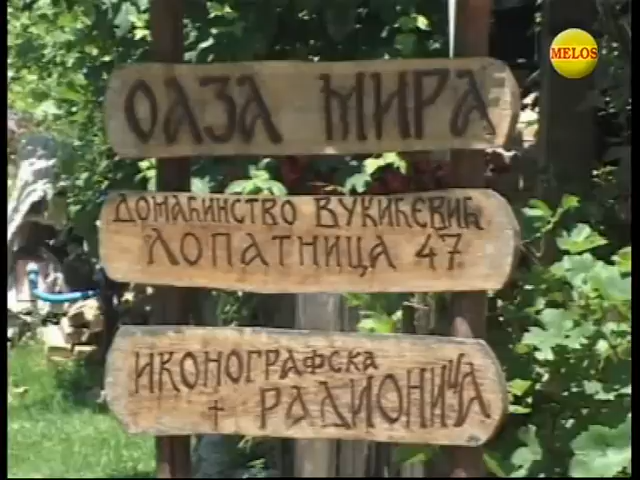 MELOS
ОАЗА МИРА
ДОМАЋИНСТВО ВУКИЋЕВИЋ
ЛОПАТНИЦА 47
ИКОНОГРАФСКА
РАДИОНИЦА